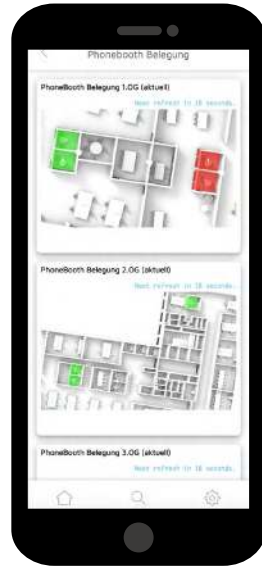 Phonebooth Belegung
PhoneBooth Belegung 1.OG (aktuell)
Next refresh in 18 seconds.
PhoneBooth Belegung 2.OG (aktuell)
Next refresh in 18 seconds.
PhoneBooth Belegung 3.OG (aktuell)
Next refresh in 18 seconds.